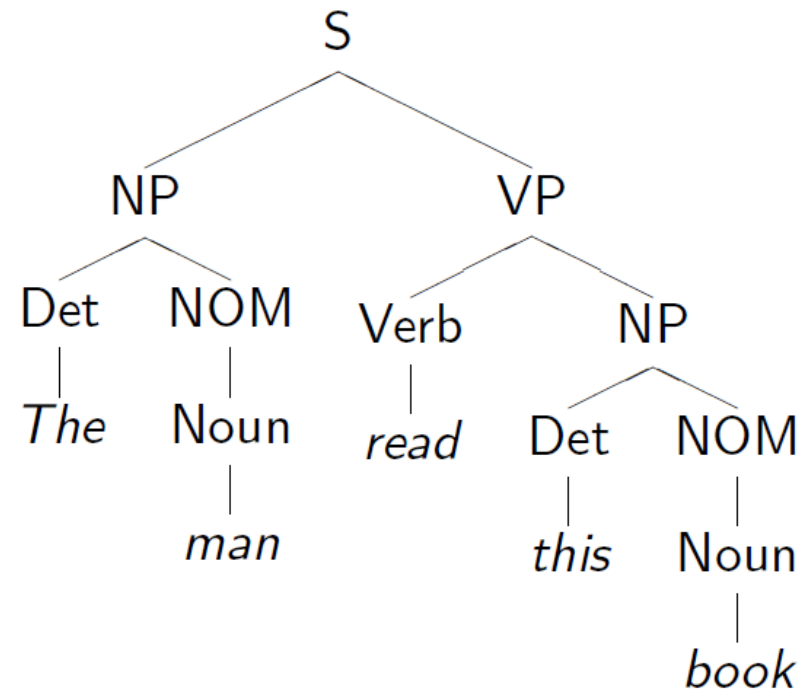 S
NP VP
Det NOM Verb NP
The Noun read Det NOM
man this Noun
book